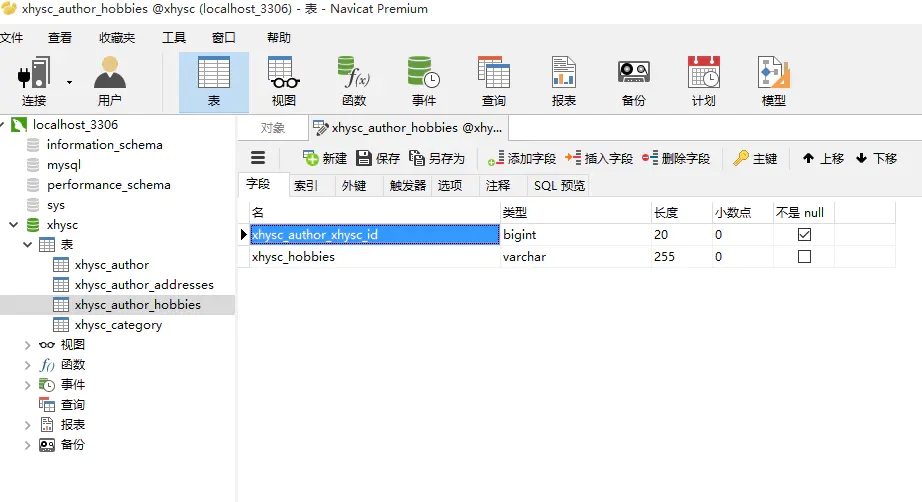 xhysc_author_hobbies @xhysc (localhost_3306) - 表 - Navicat Premium
文件 查看 收藏夹 工具 窗口 帮助
连接 用户 表 视图 函数 事件 查询 报表 备份 计划 模型
localhost_3306
information_schema
mysql
performance_schema
sys
xhysc
表
xhysc_author
xhysc_author_addresses
xhysc_author_hobbies
xhysc_category
视图
函数
事件
查询
报表
备份
对象 xhysc_author_hobbies @xhy...
新建 保存 另存为 添加字段 插入字段 删除字段 主键 上移 下移
字段 索引 外键 触发器 选项 注释 SQL 预览
名 类型 长度 小数点 不是 null
xhysc_author_xhysc_id bigint 20 0
xhysc_hobbies varchar 255 0